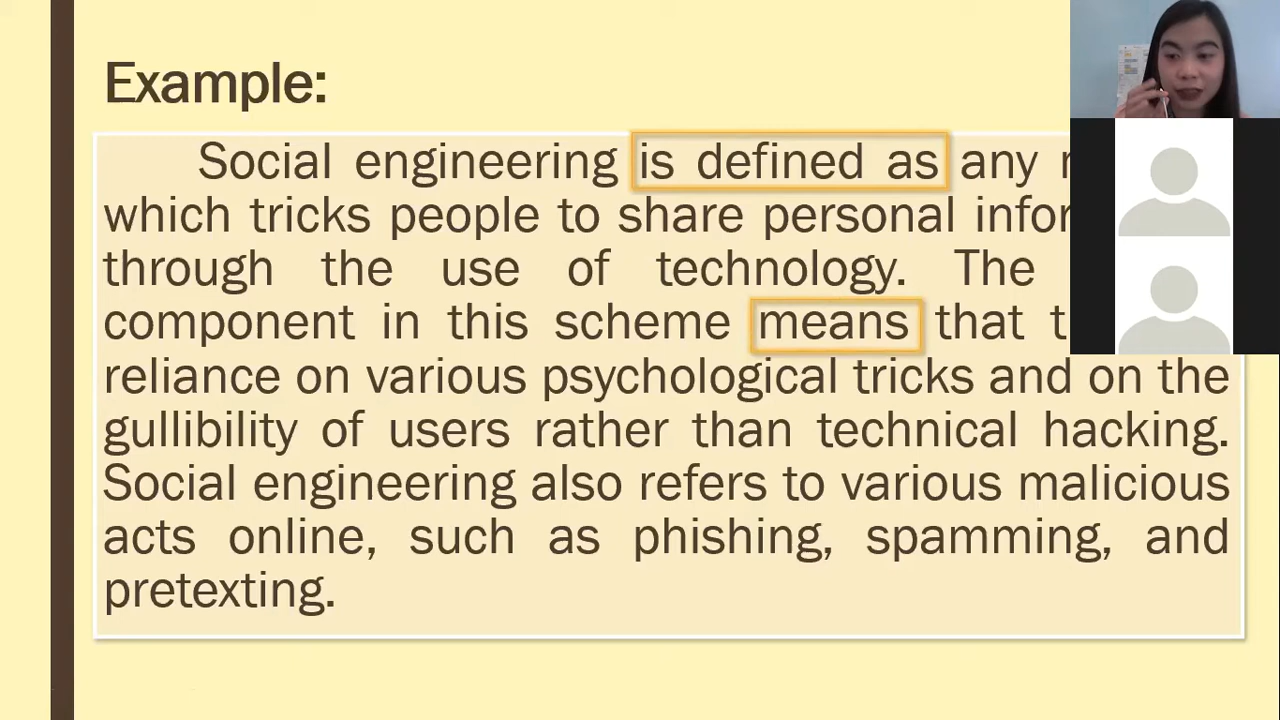 Example:
Social engineering is defined as any
which tricks people to share personal
through the use of technology. The
component in this scheme means that
reliance on various psychological tricks and on the
gullibility of users rather than technical hacking.
Social engineering also refers to various malicious
acts online, such as phishing, spamming, and
pretexting.